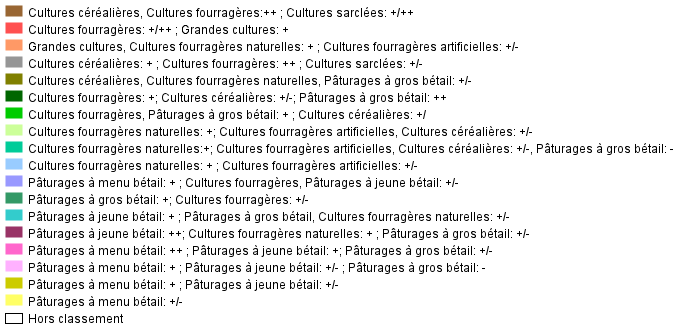 Cultures céréalières, Cultures fourragères:++ ; Cultures sarclées: +/++
Cultures fourragères: +/++ ; Grandes cultures: +
Grandes cultures, Cultures fourragères naturelles: + ; Cultures fourragères artificielles: +/-
Cultures céréalières: + ; Cultures fourragères: ++ ; Cultures sarclées: +/-
Cultures céréalières, Cultures fourragères naturelles, Pâturages à gros bétail: +/-
Cultures fourragères: +; Cultures céréalières: +/-; Pâturages à gros bétail: ++
Cultures fourragères, Pâturages à gros bétail: + ; Cultures céréalières: +/
Cultures fourragères naturelles: +; Cultures fourragères artificielles, Cultures céréalières: +/-
Cultures fourragères naturelles:+; Cultures fourragères artificielles, Cultures céréalières: +/-, Pâturages à gros bétail: -
Cultures fourragères naturelles: + ; Cultures fourragères artificielles: +/-
Pâturages à menu bétail: + ; Cultures fourragères, Pâturages à jeune bétail: +/-
Pâturages à gros bétail: +; Cultures fourragères: +/-
Pâturages à jeune bétail: + ; Pâturages à gros bétail, Cultures fourragères naturelles: +/-
Pâturages à jeune bétail: ++; Cultures fourragères naturelles: + ; Pâturages à gros bétail: +/-
Pâturages à menu bétail: ++ ; Pâturages à jeune bétail: +; Pâturages à gros bétail: +/-
Pâturages à menu bétail: + ; Pâturages à jeune bétail: +/- ; Pâturages à gros bétail: -
Pâturages à menu bétail: + ; Pâturages à jeune bétail: +/-
Pâturages à menu bétail: +/-
Hors classement